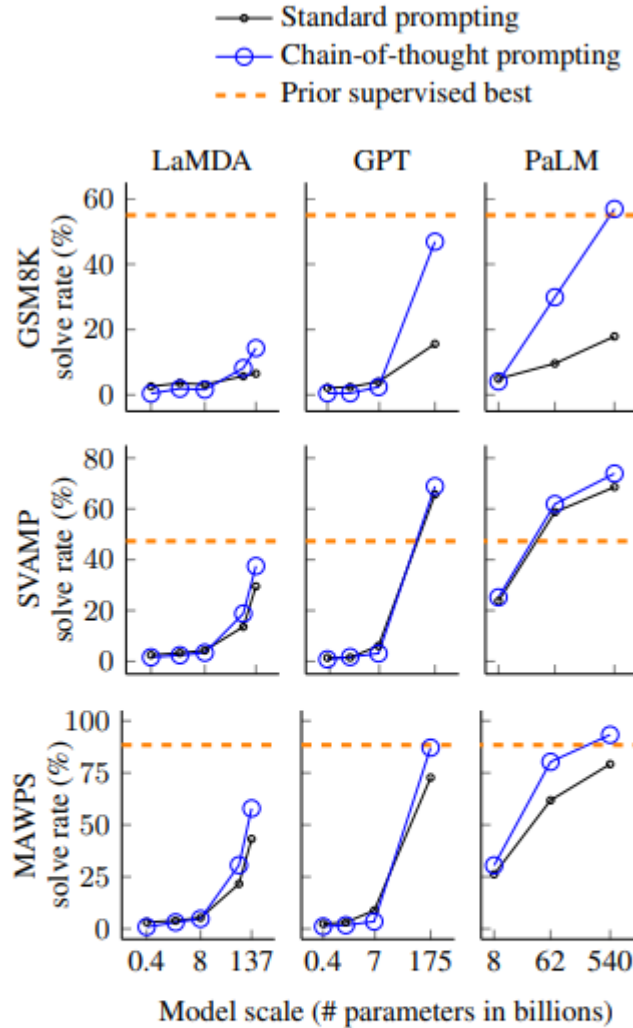 Standard prompting
Chain-of-thought prompting
Prior supervised best
LaMDA GPT PaLM
GSM8K
solve rate (%)
60
40
20
0
SVAMP
solve rate (%)
80
60
40
20
0
MAWPS
solve rate (%)
100
75
50
25
0
0.4 8 137 0.4 7 175 8 62 540
Model scale (# parameters in billions)